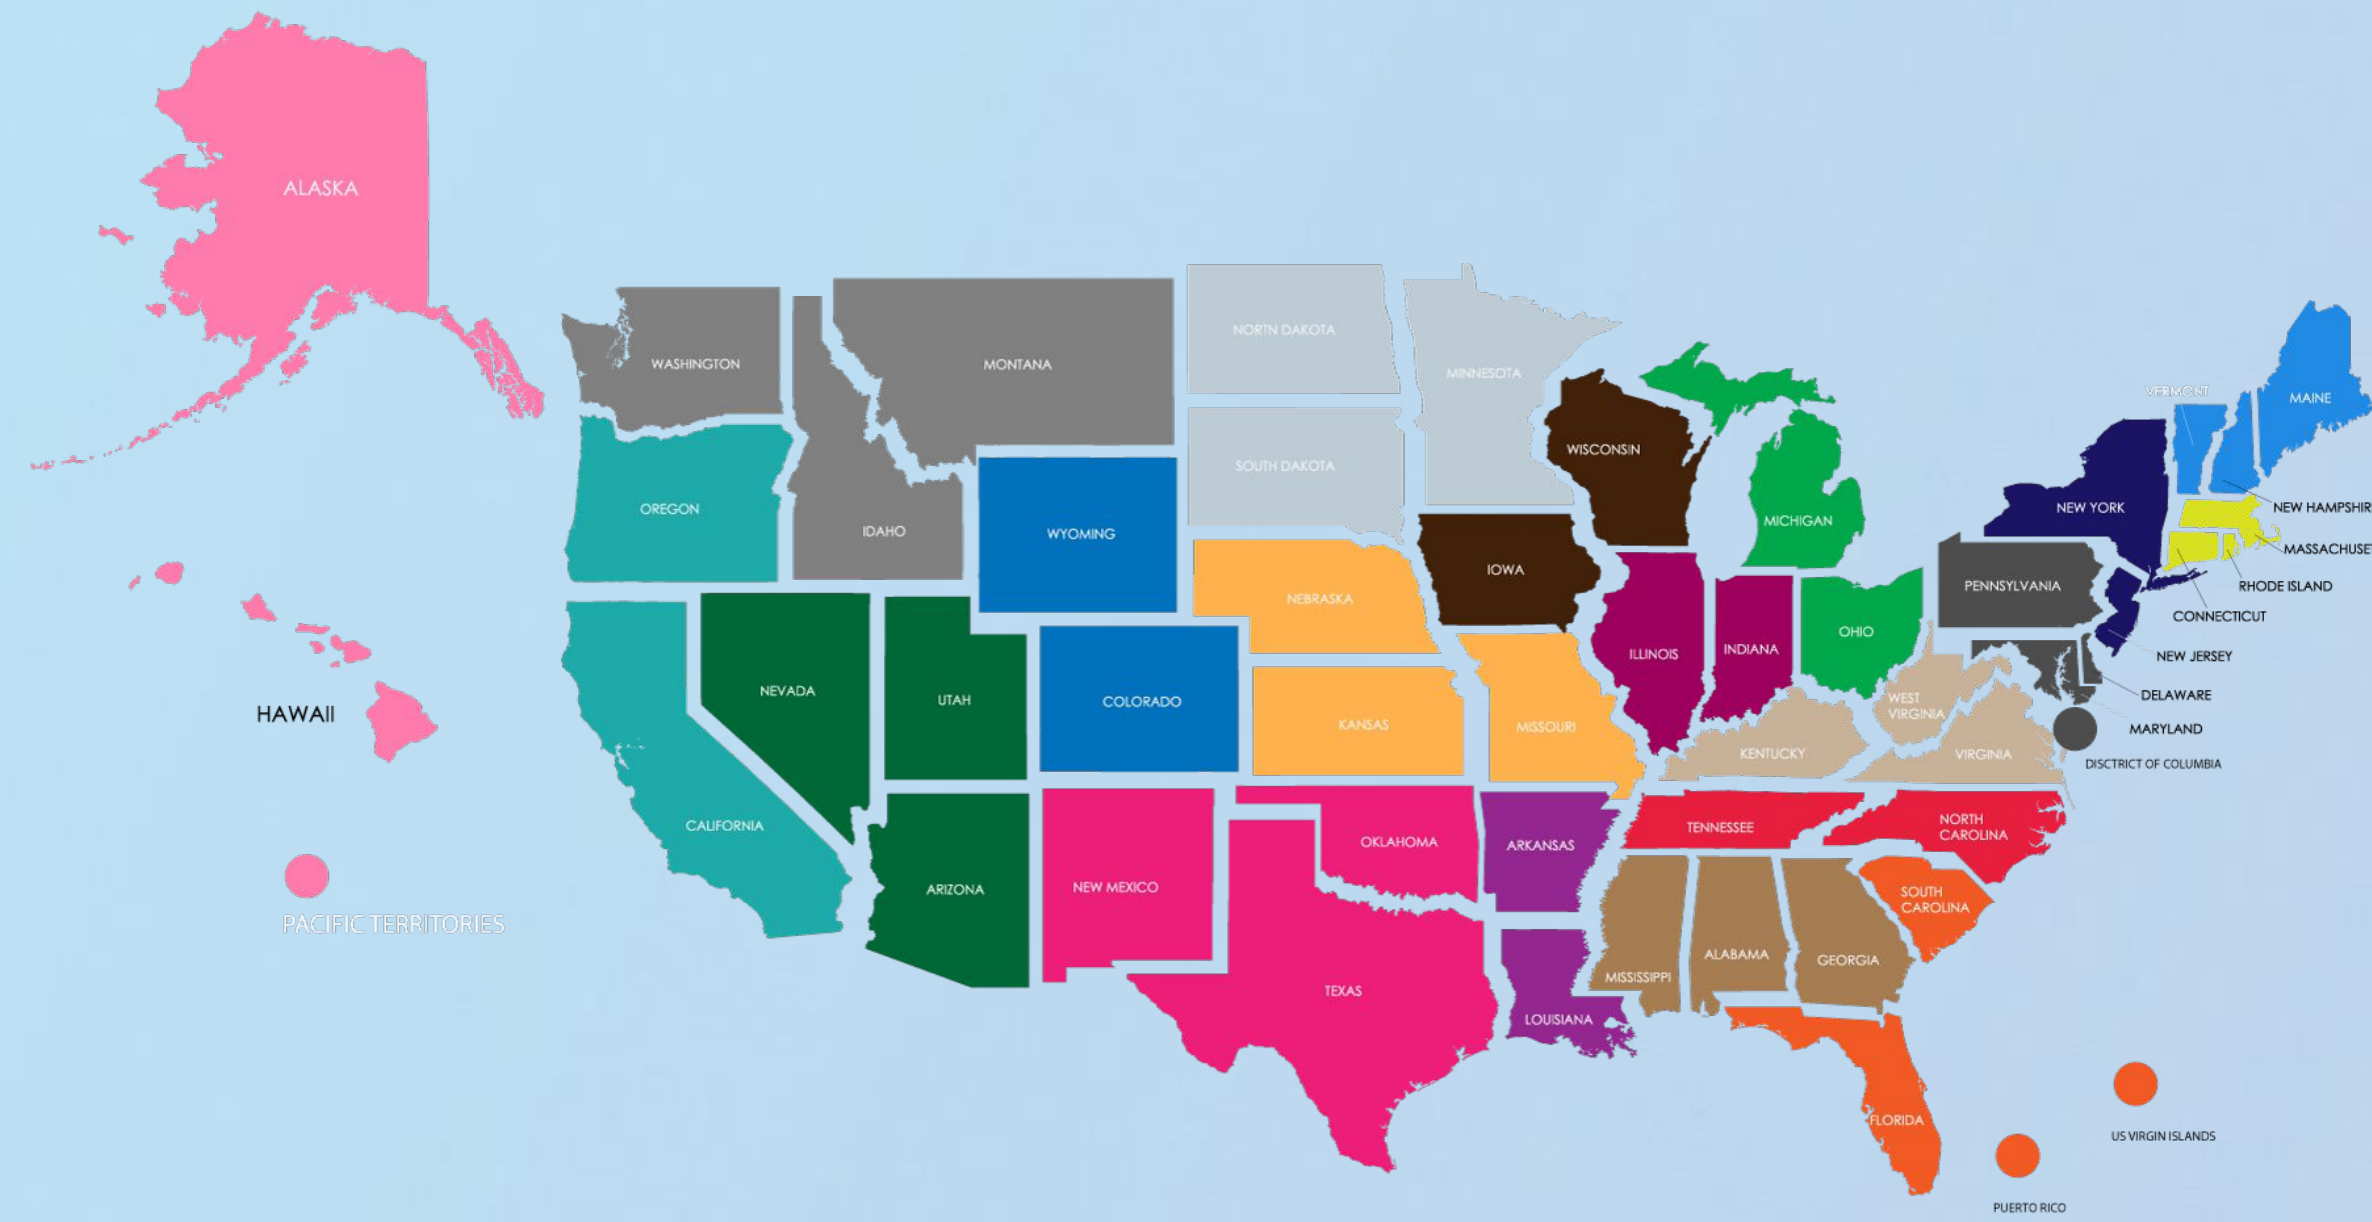 ALASKA
HAWAII
PACIFIC TERRITORIES
WASHINGTON
MONTANA
NORTN DAKOTA
MINNESOTA
OREGON
IDAHO
WYOMING
SOUTH DAKOTA
WISCONSIN
MICHIGAN
IOWA
NEBRASKA
ILLINOIS
INDIANA
OHIO
NEVADA
UTAH
COLORADO
KANSAS
MISSOURI
KENTUCKY
WEST
VIRGINIA
VIRGINIA
CALIFORNIA
ARIZONA
NEW MEXICO
OKLAHOMA
ARKANSAS
TENNESSEE
NORTH
CAROLINA
SOUTH
CAROLINA
TEXAS
LOUISIANA
MISSISSIPPI
ALABAMA
GEORGIA
FLORIDA
VERMONT
MAINE
NEW YORK
NEW HAMPSHIR
MASSACHUSE
PENNSYLVANIA
RHODE ISLAND
CONNECTICUT
NEW JERSEY
DELAWARE
MARYLAND
DISCTRICT OF COLUMBIA
US VIRGIN ISLANDS
PUERTO RICO